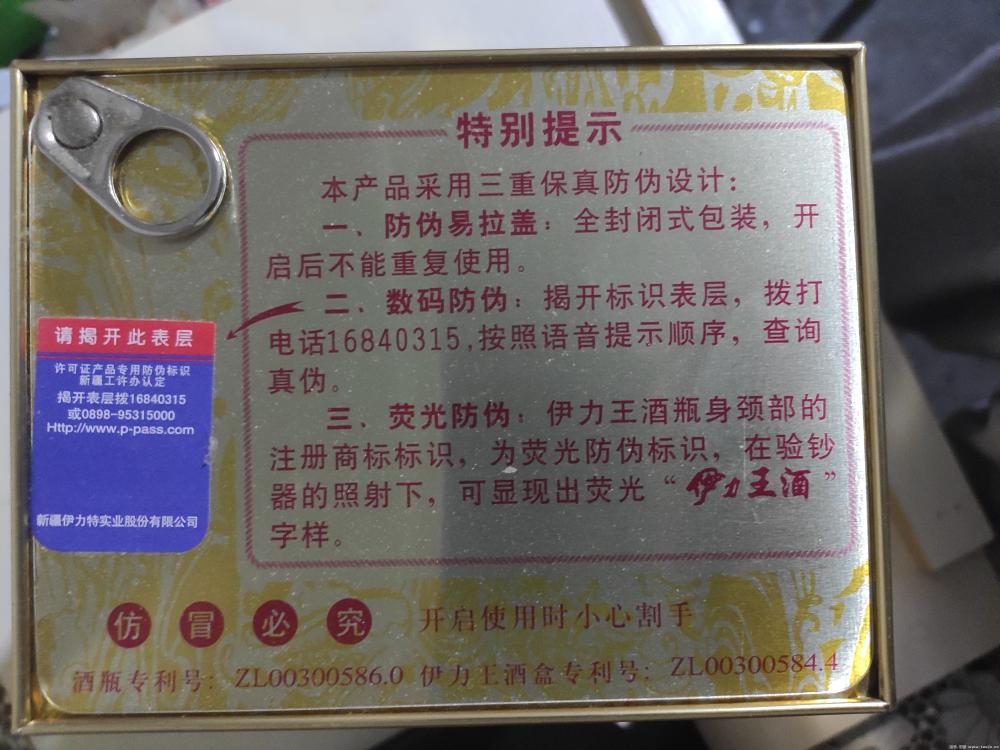 特别提示
本产品采用三重保真防伪设计：
一、防伪易拉盖：全封闭式包装，开
启后不能重复使用。
二、数码防伪：揭开标识表层，拨打
电话16840315,按照语音提示顺序，查询
真伪。
三、荧光防伪：伊力王酒瓶身颈部的
注册商标标识，为荧光防伪标识，在验钞
器的照射下，可显现出荧光“伊力王酒”
字样。
请揭开此表层
许可证产品专用防伪标识
新疆工许办认定
揭开表层拨16840315
或0898-95315000
Http://www.p-pass.com
新疆伊力特实业股份有限公司
仿冒必究 开启使用时小心割手
酒瓶专利号：ZL00300586.0 伊力王酒盒专利号：ZL00300584.4